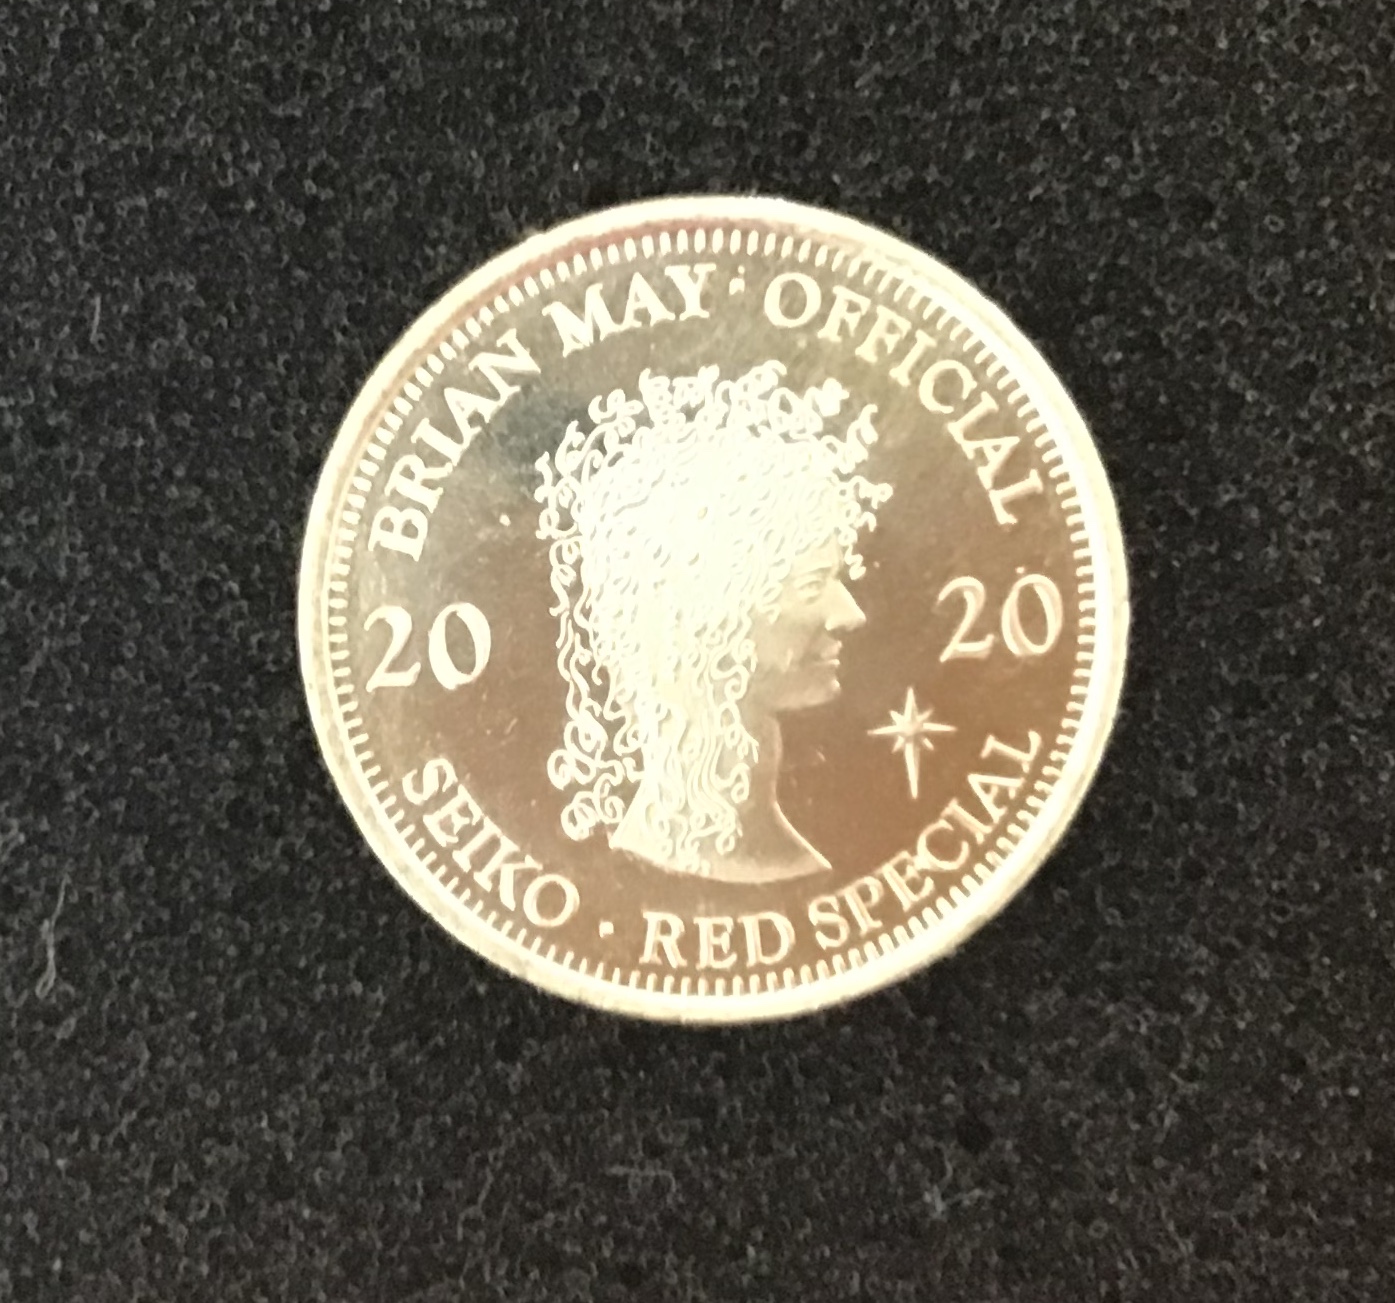 BRIAN MAY · OFFICIAL
20 20
SEIKO · RED SPECIAL